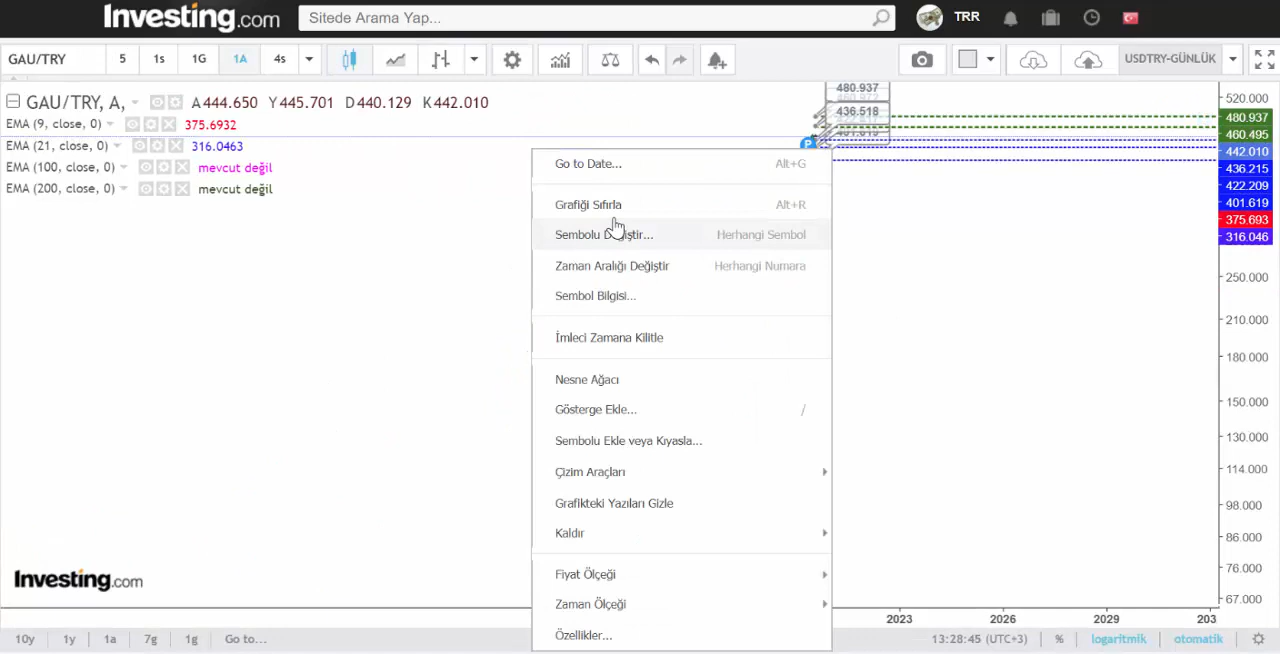 Investing.com
Sitede Arama Yap...
TRR
GAU/TRY 5 1s 1G 1A 4s
USDTRY-GÜNLÜK
GAU/TRY, A, A444.650 Y445.701 D440.129 K442.010
EMA (9, close, 0) 375.6932
EMA (21, close, 0) 316.0463
EMA (100, close, 0) mevcut değil
EMA (200, close, 0) mevcut değil
480.937
436.518
P
Go to Date... Alt+G
Grafiği Sıfırla Alt+R
Sembolu Değiştir... Herhangi Sembol
Zaman Aralığı Değiştir Herhangi Numara
Sembol Bilgisi...
İmleci Zamana Kilitle
Nesne Ağacı
Gösterge Ekle... /
Sembolu Ekle veya Kıyasla...
Çizim Araçları
Grafikteki Yazıları Gizle
Kaldır
Fiyat Ölçeği
Zaman Ölçeği
Özellikler...
520.000
480.937
460.495
442.010
436.215
422.209
401.619
375.693
316.046
250.000
210.000
180.000
150.000
130.000
114.000
98.000
86.000
76.000
67.000
Investing.com
2023 2026 2029 203
10y 1y 1a 7g 1g Go to...
13:28:45 (UTC+3) % logaritmik otomatik